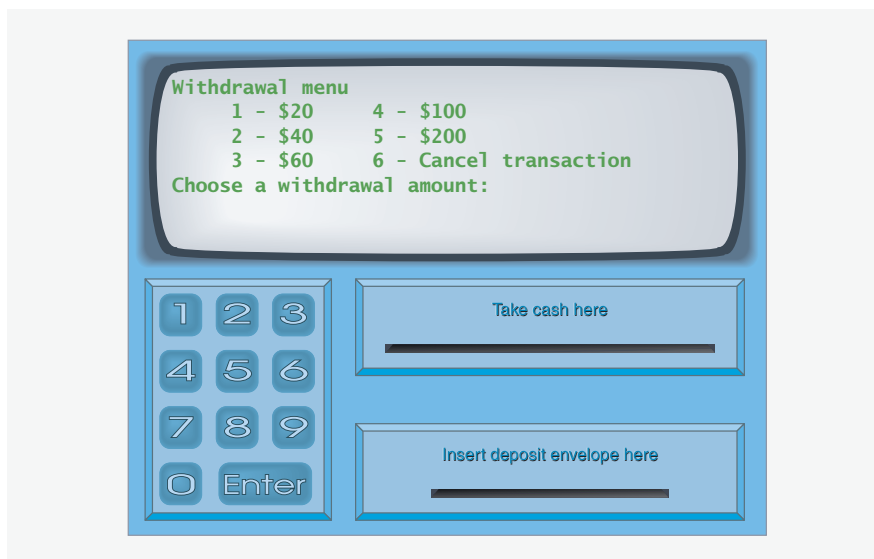 Withdrawal menu
1 - $20 4 - $100
2 - $40 5 - $200
3 - $60 6 - Cancel transaction
Choose a withdrawal amount:
1 2 3
Take cash here
4 5 6
7 8 9
Insert deposit envelope here
0 Enter